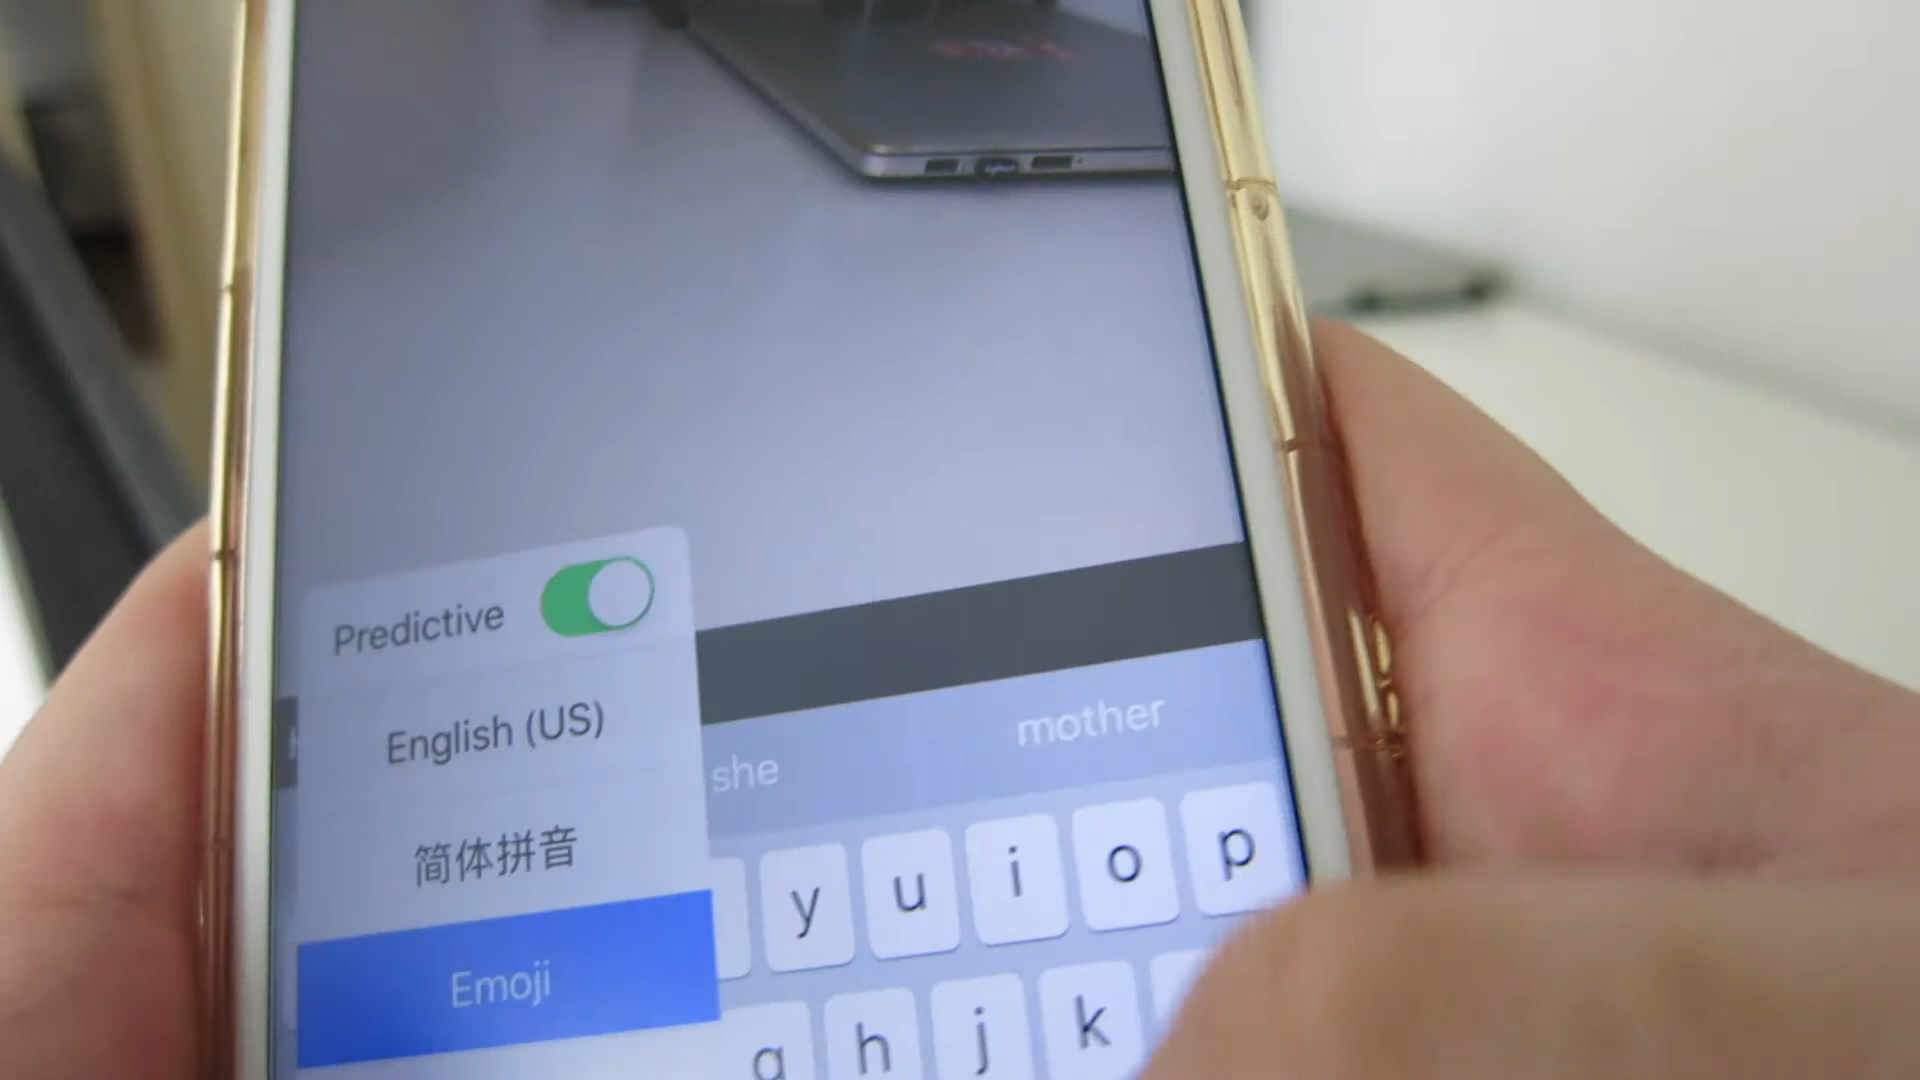 Predictive
English (US)
简体拼音
Emoji
she
mother
y u i o p
g h j k